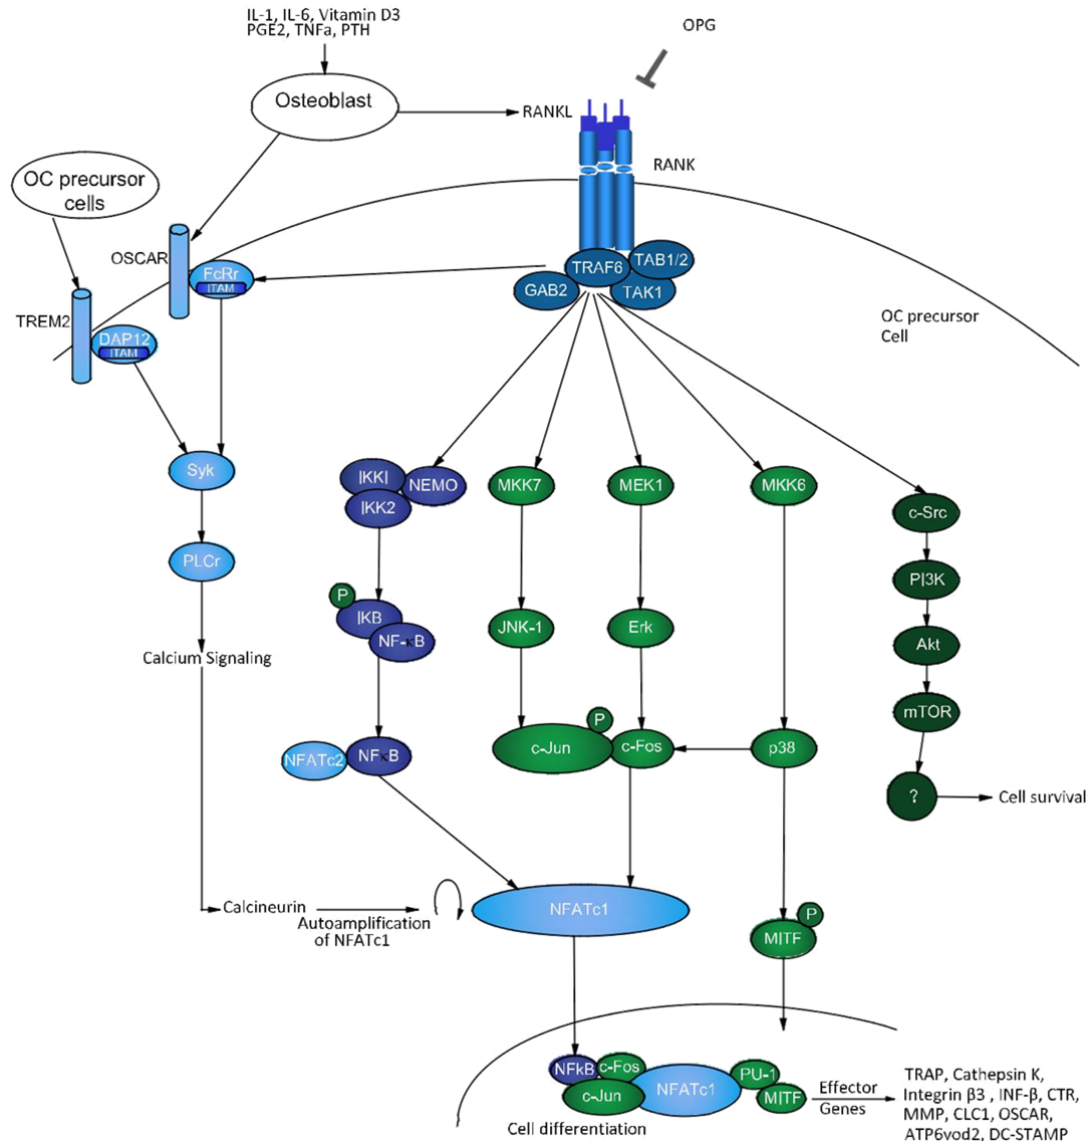 IL-1, IL-6, Vitamin D3
PGE2, TNFa, PTH
OPG
Osteoblast
RANKL
RANK
OC precursor
cells
OSCAR
FcRr
ITAM
TRAF6
TAB1/2
GAB2
TAK1
TREM2
DAP12
ITAM
OC precursor
Cell
Syk
IKKI
NEMO
IKK2
MKK7
MEK1
MKK6
c-Src
PLCr
PI3K
P
IKB
NF-κB
JNK-1
Erk
Akt
Calcium Signaling
mTOR
P
NFATc2
NFκB
c-Jun
c-Fos
p38
?
Cell survival
Calcineurin
Autoamplification
of NFATc1
NFATc1
P
MITF
NFkB
c-Fos
c-Jun
NFATc1
PU-1
MITF
Effector
Genes
TRAP, Cathepsin K,
Integrin β3 , INF-β, CTR,
MMP, CLC1, OSCAR,
ATP6vod2, DC-STAMP
Cell differentiation